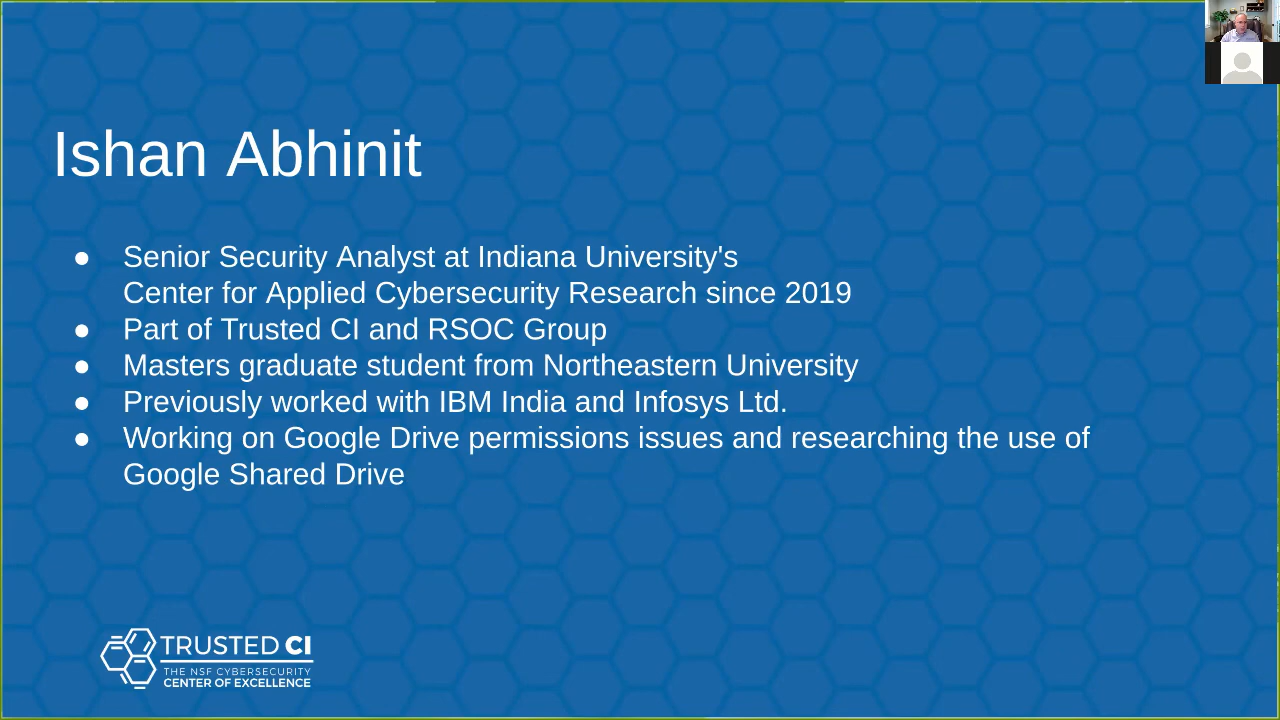 Ishan Abhinit
● Senior Security Analyst at Indiana University's
Center for Applied Cybersecurity Research since 2019
● Part of Trusted CI and RSOC Group
● Masters graduate student from Northeastern University
● Previously worked with IBM India and Infosys Ltd.
● Working on Google Drive permissions issues and researching the use of
Google Shared Drive
TRUSTED CI
THE NSF CYBERSECURITY
CENTER OF EXCELLENCE